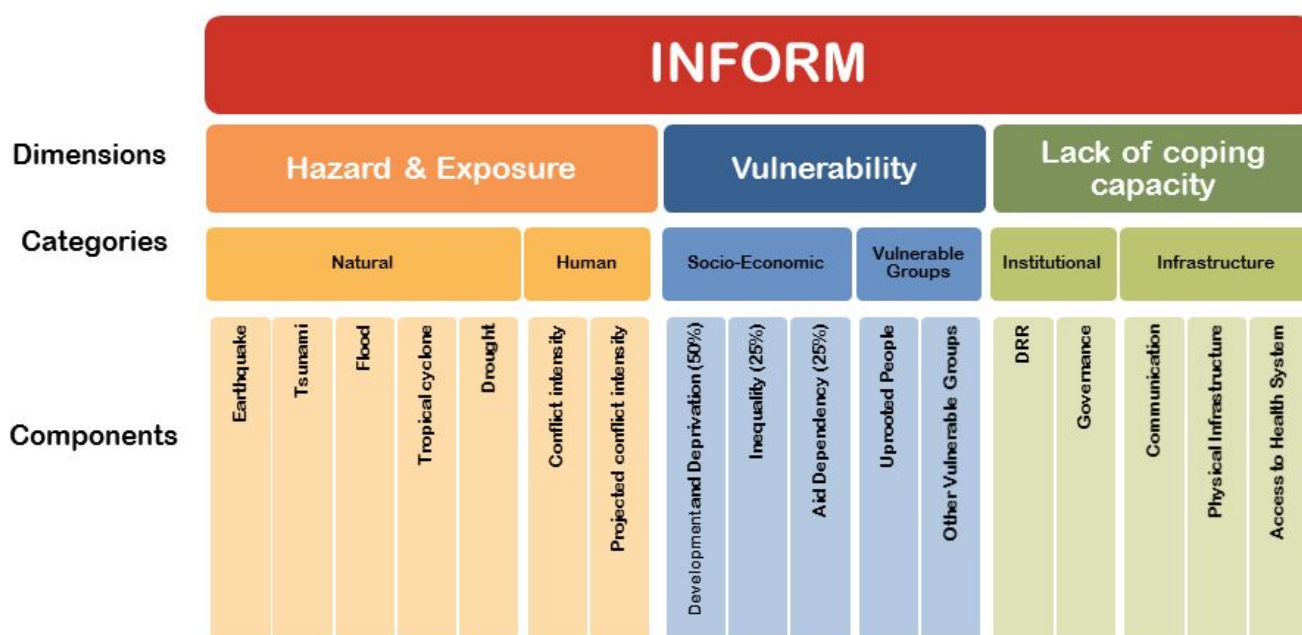 INFORM
Dimensions
Hazard & Exposure
Vulnerability
Lack of coping
capacity
Categories
Natural
Human
Socio-Economic
Vulnerable
Groups
Institutional
Infrastructure
Components
Earthquake
Tsunami
Flood
Tropical cyclone
Drought
Conflict intensity
Projected conflict intensity
Development and Deprivation (50%)
Inequality (25%)
Aid Dependency (25%)
Uprooted People
Other Vulnerable Groups
DRR
Governance
Communication
Physical Infrastructure
Access to Health System